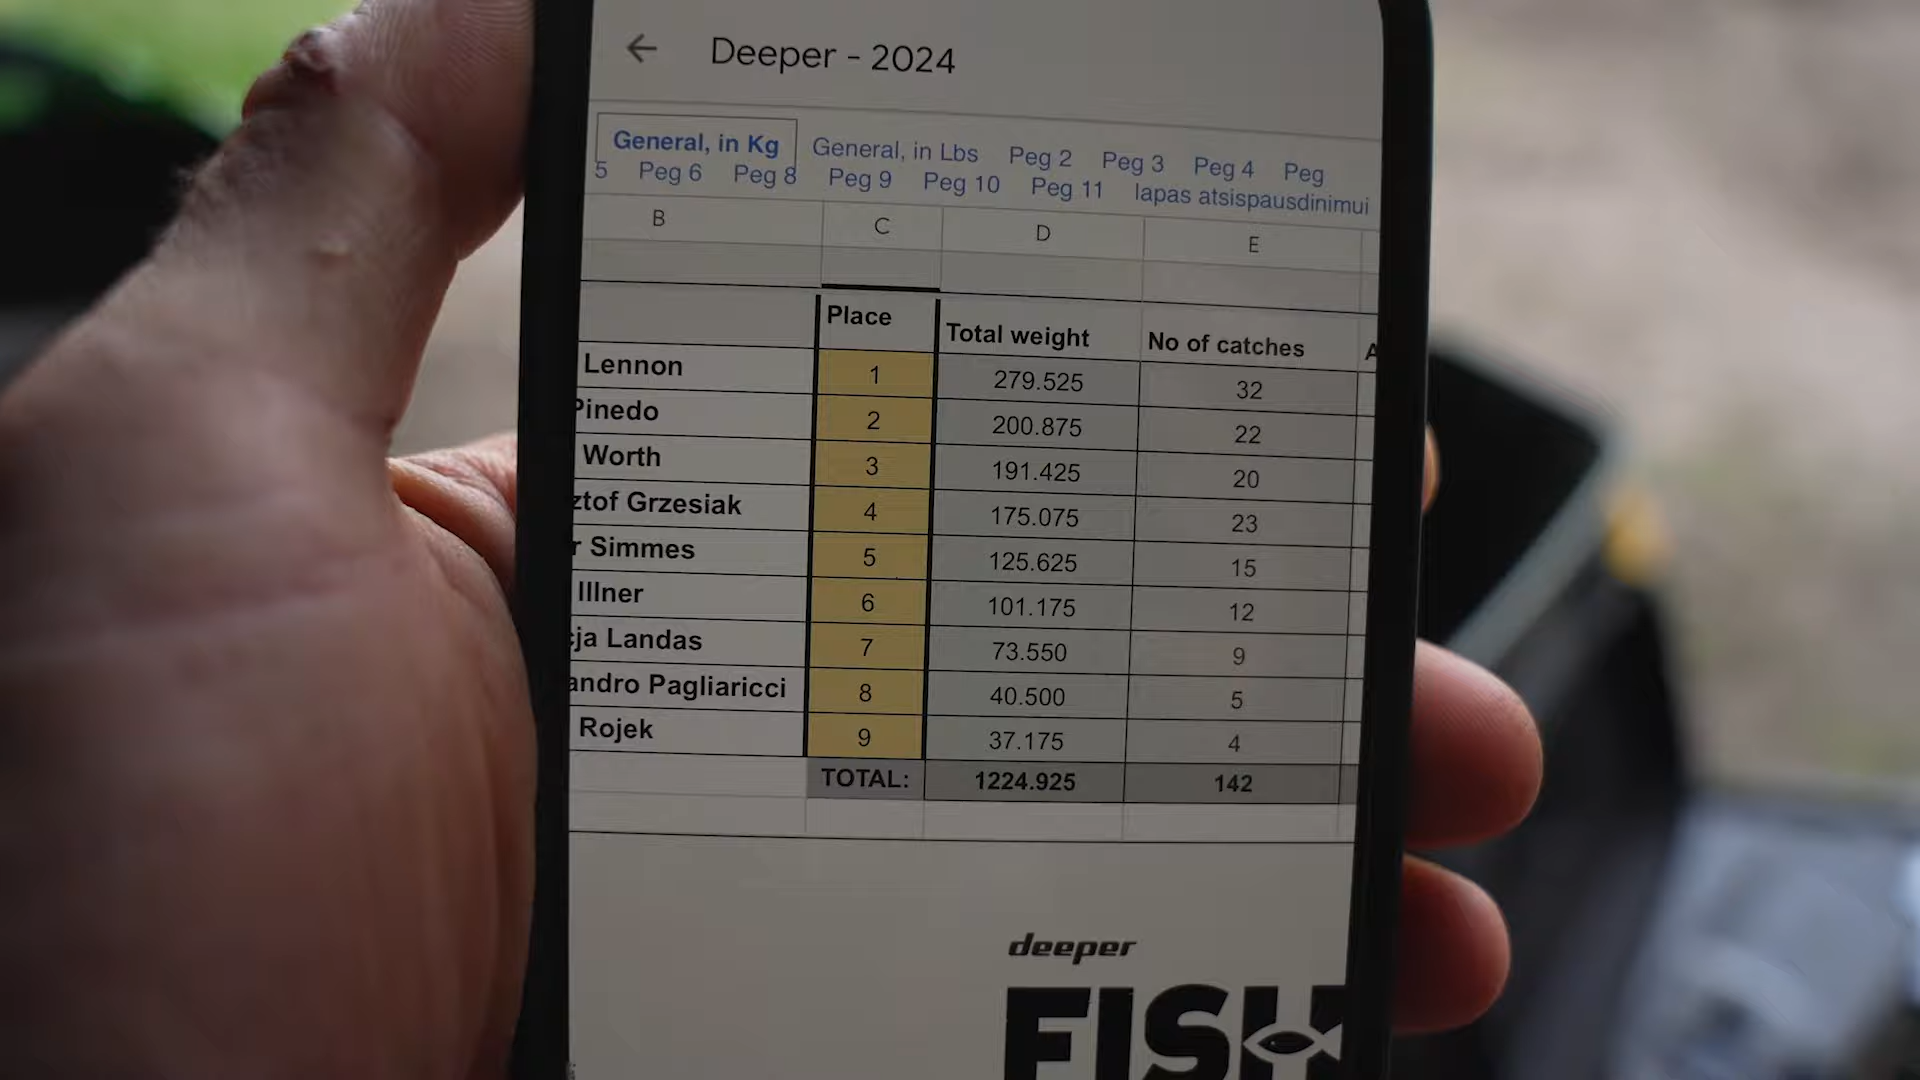 ← Deeper - 2024
General, in Kg General, in Lbs Peg 2 Peg 3 Peg 4 Peg
5 Peg 6 Peg 8 Peg 9 Peg 10 Peg 11 lapas atsispausdinimui
B C D E
Place Total weight No of catches A
Lennon 1 279.525 32
Pinedo 2 200.875 22
Worth 3 191.425 20
ztof Grzesiak 4 175.075 23
r Simmes 5 125.625 15
Illner 6 101.175 12
cja Landas 7 73.550 9
andro Pagliaricci 8 40.500 5
Rojek 9 37.175 4
TOTAL: 1224.925 142
deeper
FISH